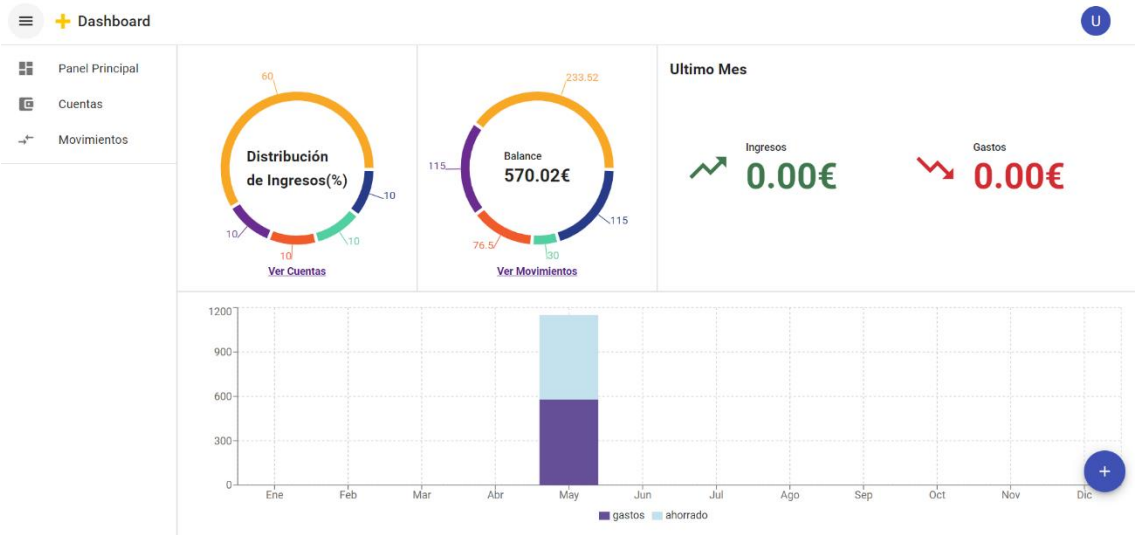 Dashboard
U
Panel Principal
Cuentas
Movimientos
60
10
10
10
10
Distribución
de Ingresos(%)
Ver Cuentas
233.52
115
115
76.5
30
Balance
570.02€
Ver Movimientos
Ultimo Mes
Ingresos
0.00€
Gastos
0.00€
1200
900
600
300
0
Ene Feb Mar Abr May Jun Jul Ago Sep Oct Nov Dic
gastos ahorrado
+